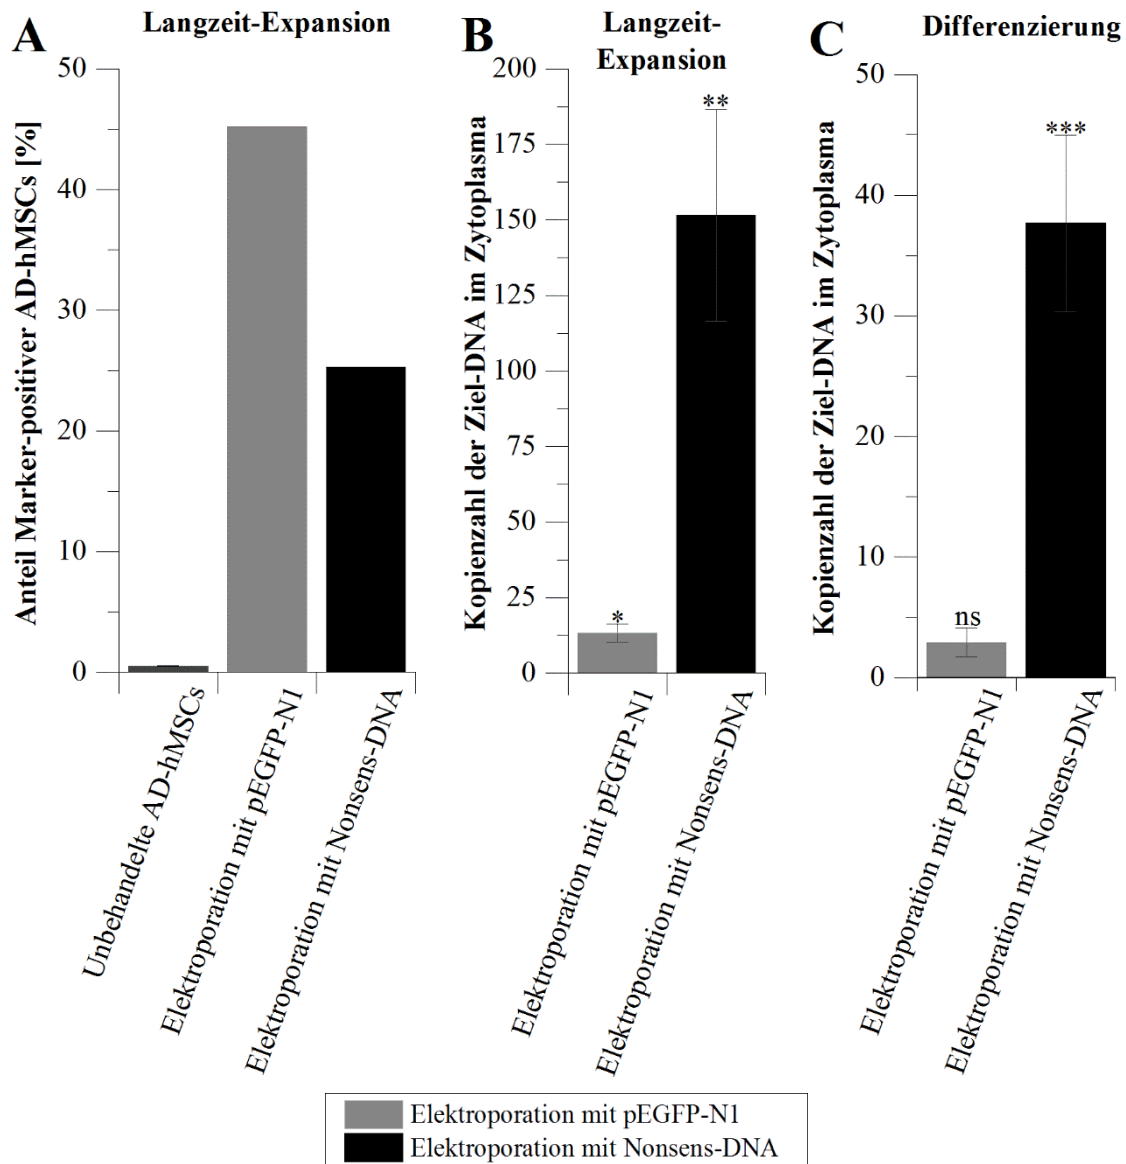 A
Langzeit-Expansion
Anteil Marker-positiver AD-hMSCs [%]
50
40
30
20
10
0
Unbehandelte AD-hMSCs
Elektroporation mit pEGFP-N1
Elektroporation mit Nonsens-DNA
B
Langzeit-
Expansion
Kopienzahl der Ziel-DNA im Zytoplasma
200
175
150
125
100
75
50
25
0
*
**
Elektroporation mit pEGFP-N1
Elektroporation mit Nonsens-DNA
C
Differenzierung
Kopienzahl der Ziel-DNA im Zytoplasma
50
40
30
20
10
0
ns
***
Elektroporation mit pEGFP-N1
Elektroporation mit Nonsens-DNA
Elektroporation mit pEGFP-N1
Elektroporation mit Nonsens-DNA